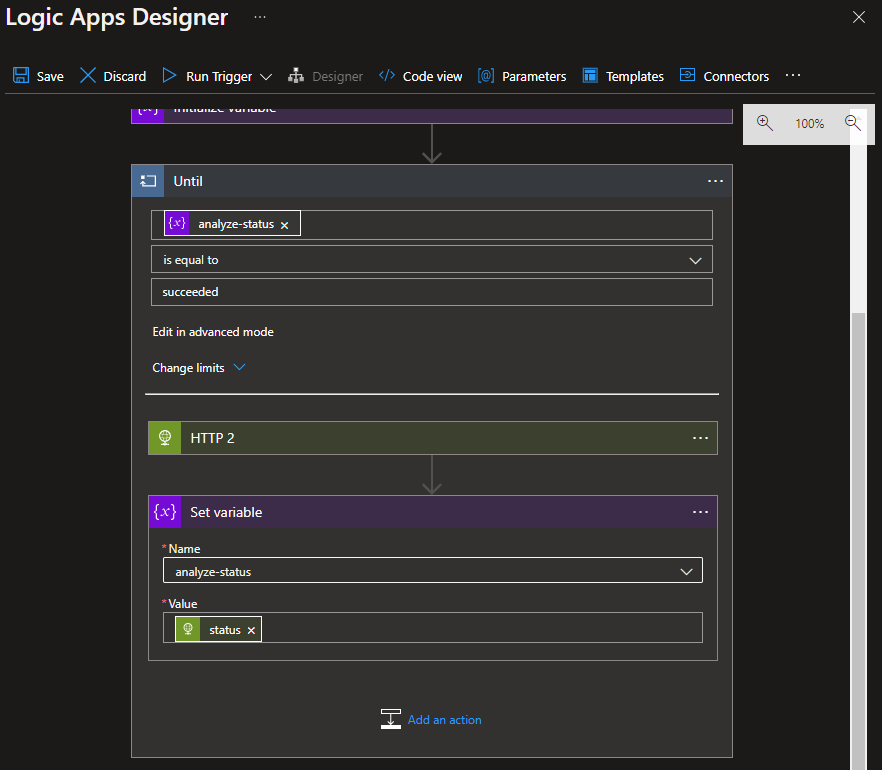 Logic Apps Designer ...
Save Discard Run Trigger Designer Code view Parameters Templates Connectors ...
{x} Initialize variable
100%
Until ...
{x} analyze-status ×
is equal to
succeeded
Edit in advanced mode
Change limits
HTTP 2 ...
{x} Set variable ...
* Name
analyze-status
* Value
status ×
Add an action